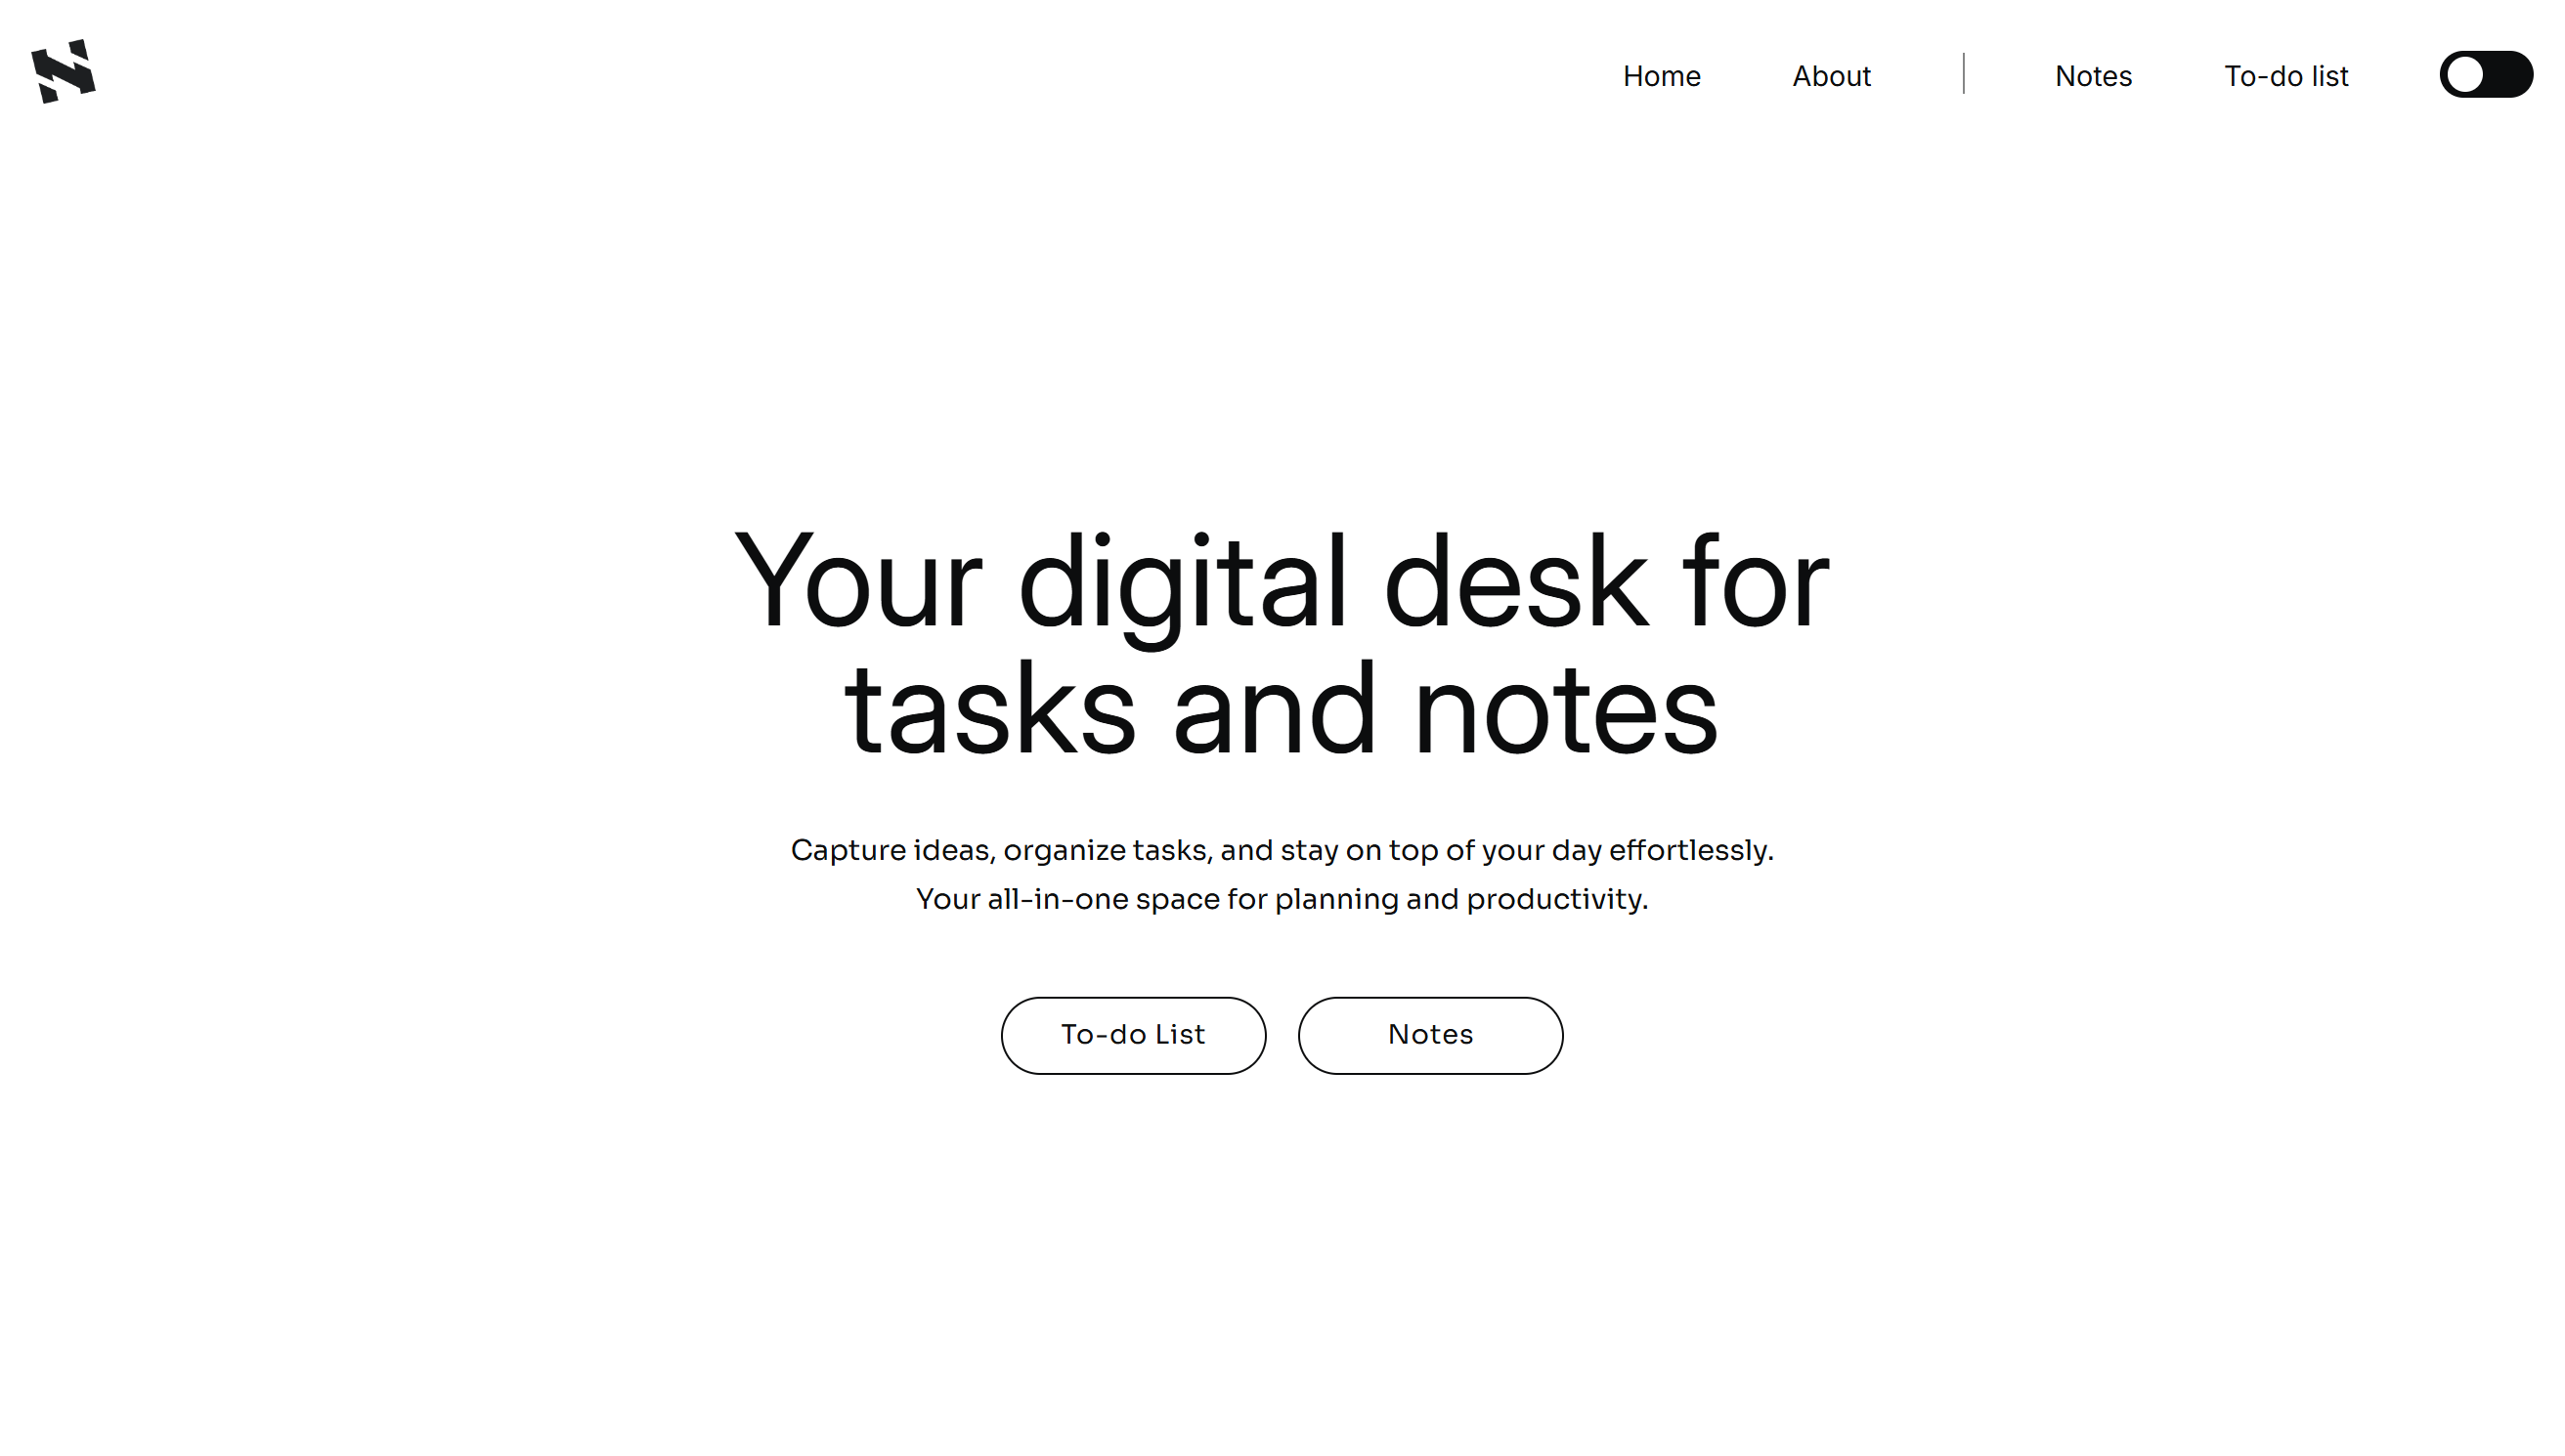 Home About Notes To-do list
Your digital desk for
tasks and notes
Capture ideas, organize tasks, and stay on top of your day effortlessly.
Your all-in-one space for planning and productivity.
To-do List Notes